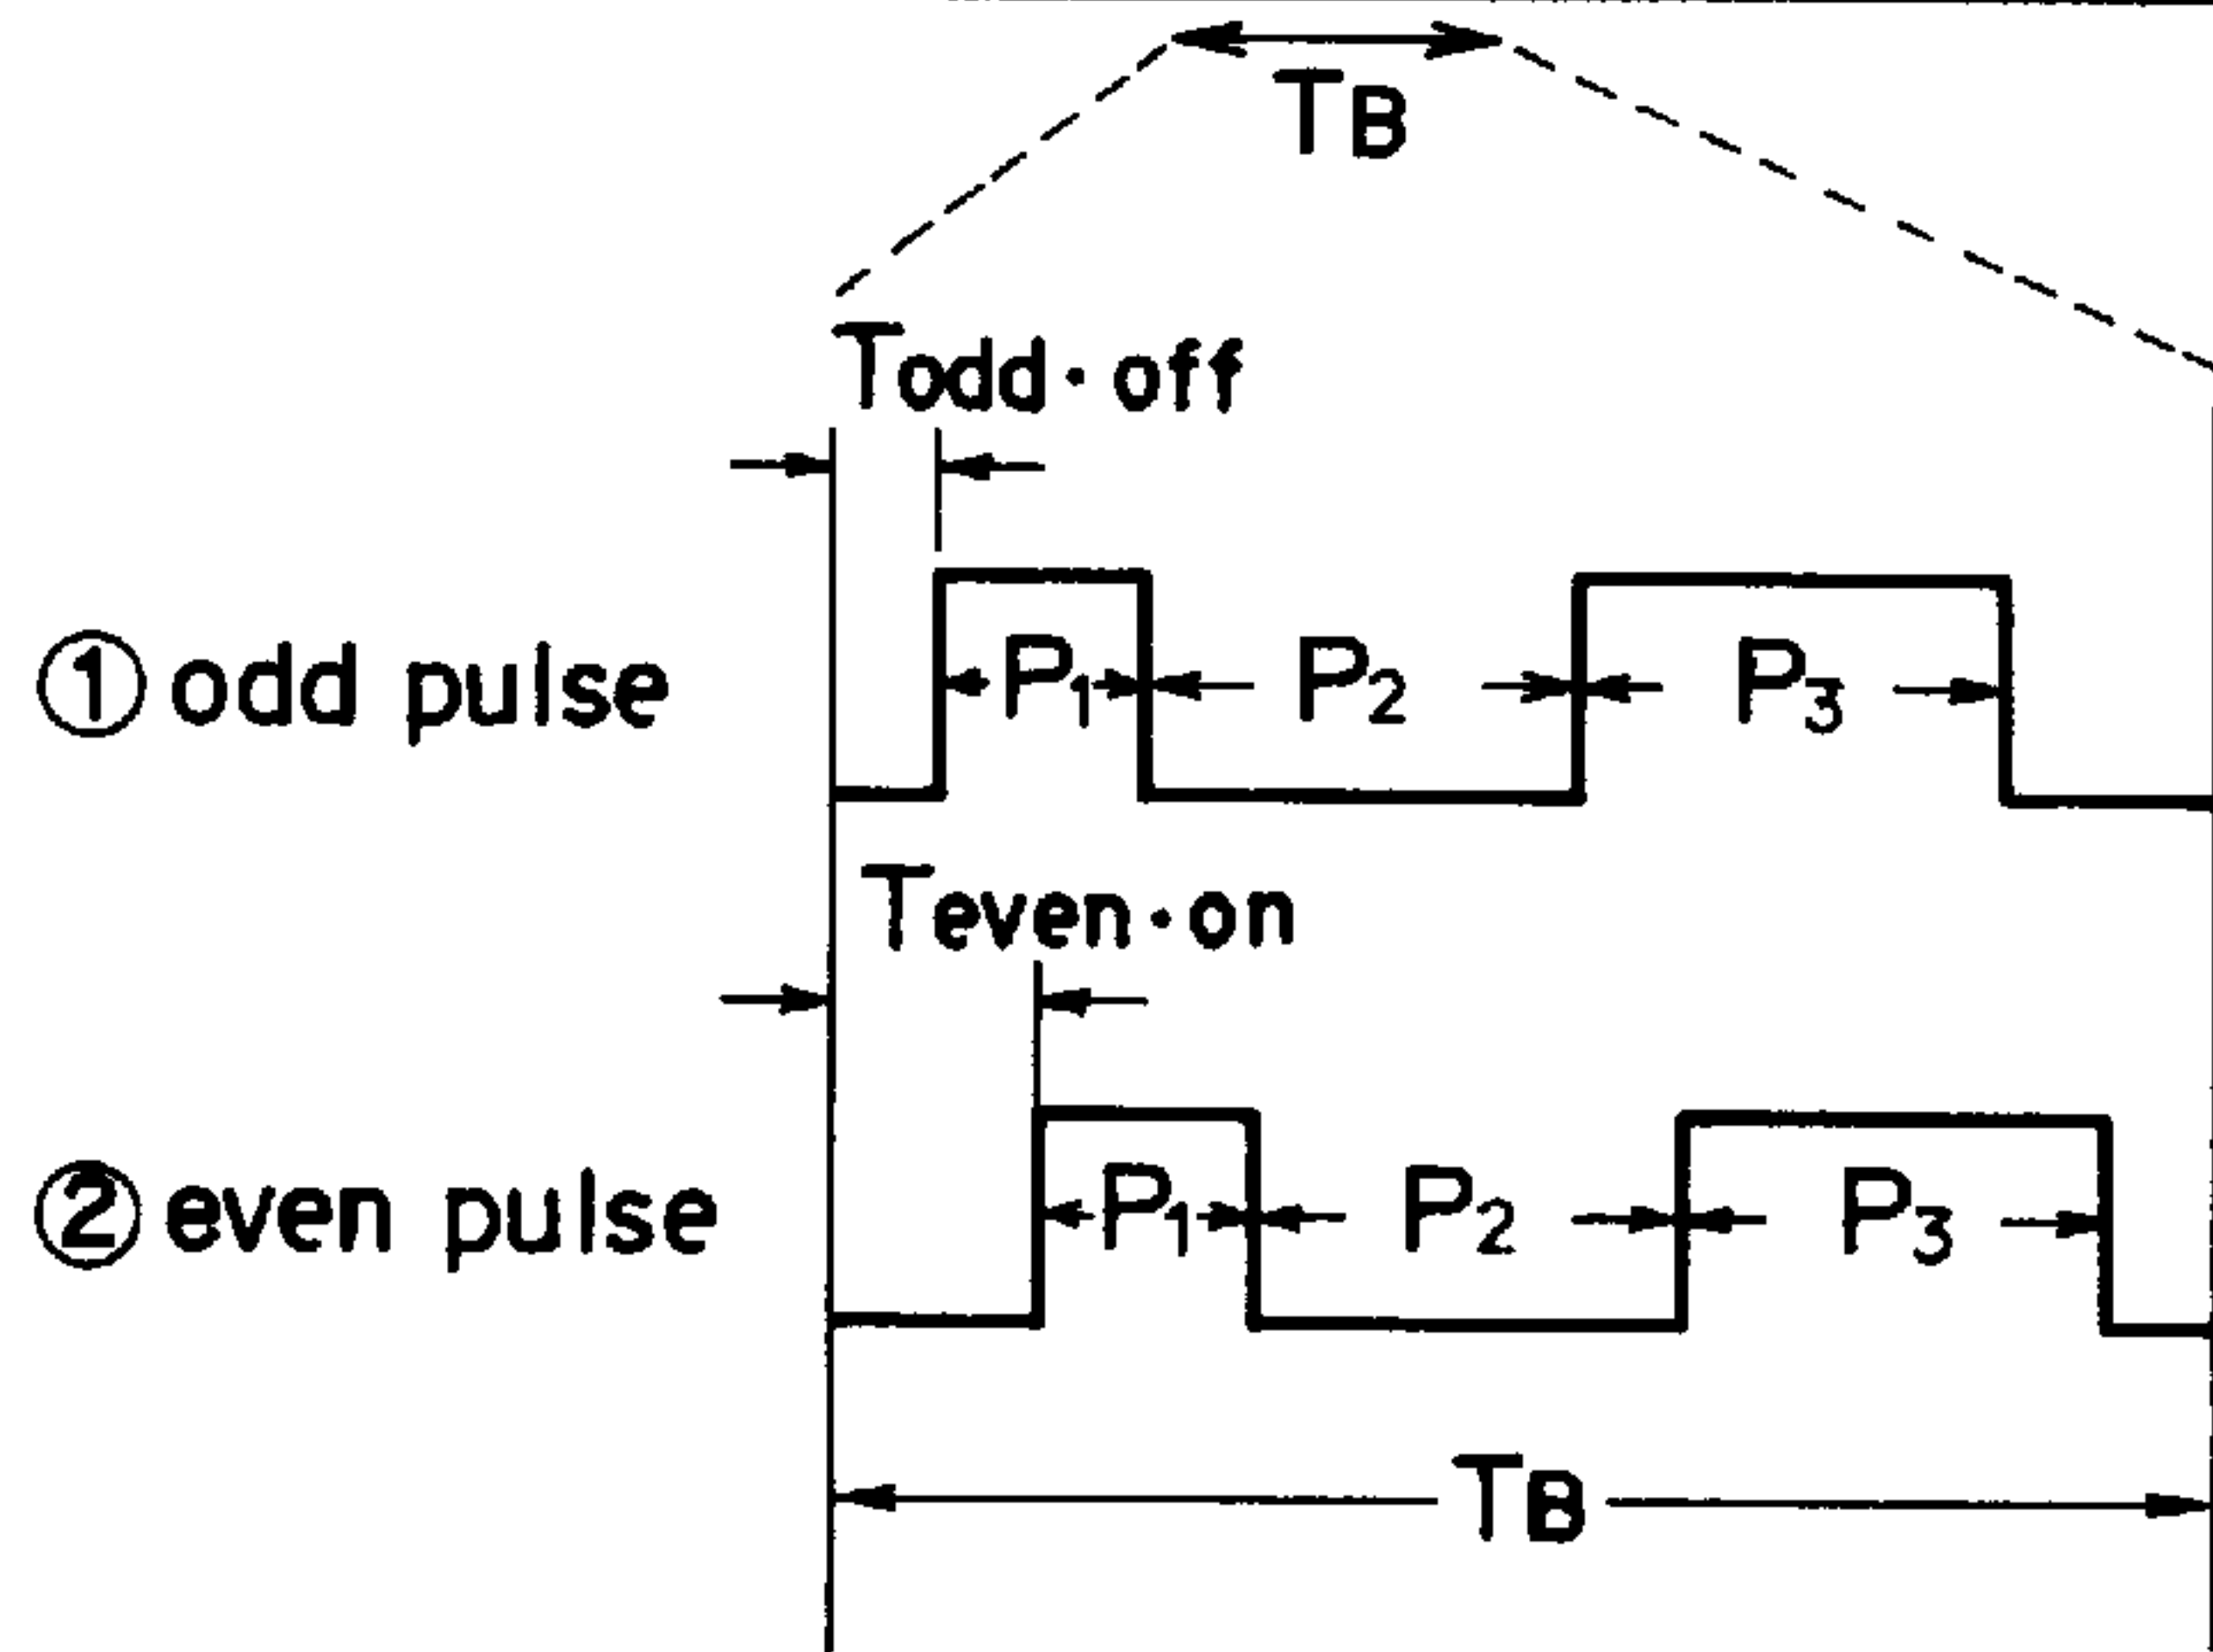 TB
Todd·off
① odd pulse P1 P2 P3
Teven·on
② even pulse P1 P2 P3
TB